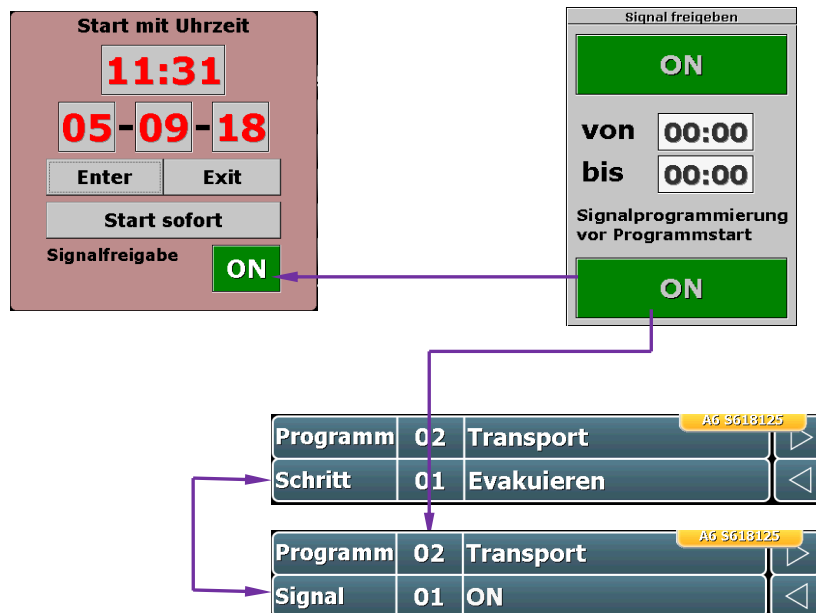 Start mit Uhrzeit
11:31
05-09-18
Enter Exit
Start sofort
Signalfreigabe ON
Signal freigeben
ON
von 00:00
bis 00:00
Signalprogrammierung
vor Programmstart
ON
A6 S618125
Programm 02 Transport
Schritt 01 Evakuieren
A6 S618125
Programm 02 Transport
Signal 01 ON